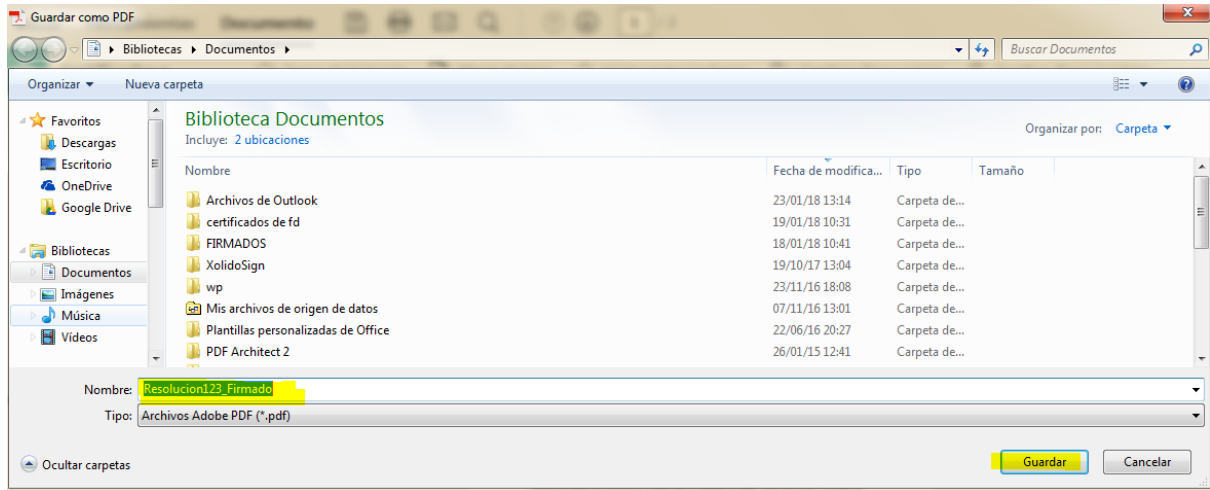 Guardar como PDF
Documento
Bibliotecas Documentos
Buscar Documentos
Organizar Nueva carpeta
Favoritos
Descargas
Escritorio
OneDrive
Google Drive
Bibliotecas
Documentos
Imágenes
Música
Vídeos
Biblioteca Documentos
Incluye: 2 ubicaciones
Organizar por: Carpeta
Nombre Fecha de modifica... Tipo Tamaño
Archivos de Outlook 23/01/18 13:14 Carpeta de...
certificados de fd 19/01/18 10:31 Carpeta de...
FIRMADOS 18/01/18 10:41 Carpeta de...
XolidoSign 19/10/17 13:04 Carpeta de...
wp 23/11/16 18:08 Carpeta de...
Mis archivos de origen de datos 07/11/16 13:01 Carpeta de...
Plantillas personalizadas de Office 22/06/16 20:27 Carpeta de...
PDF Architect 2 26/01/15 12:41 Carpeta de...
Nombre: Resolucion123_Firmado
Tipo: Archivos Adobe PDF (*.pdf)
Ocultar carpetas
Guardar Cancelar